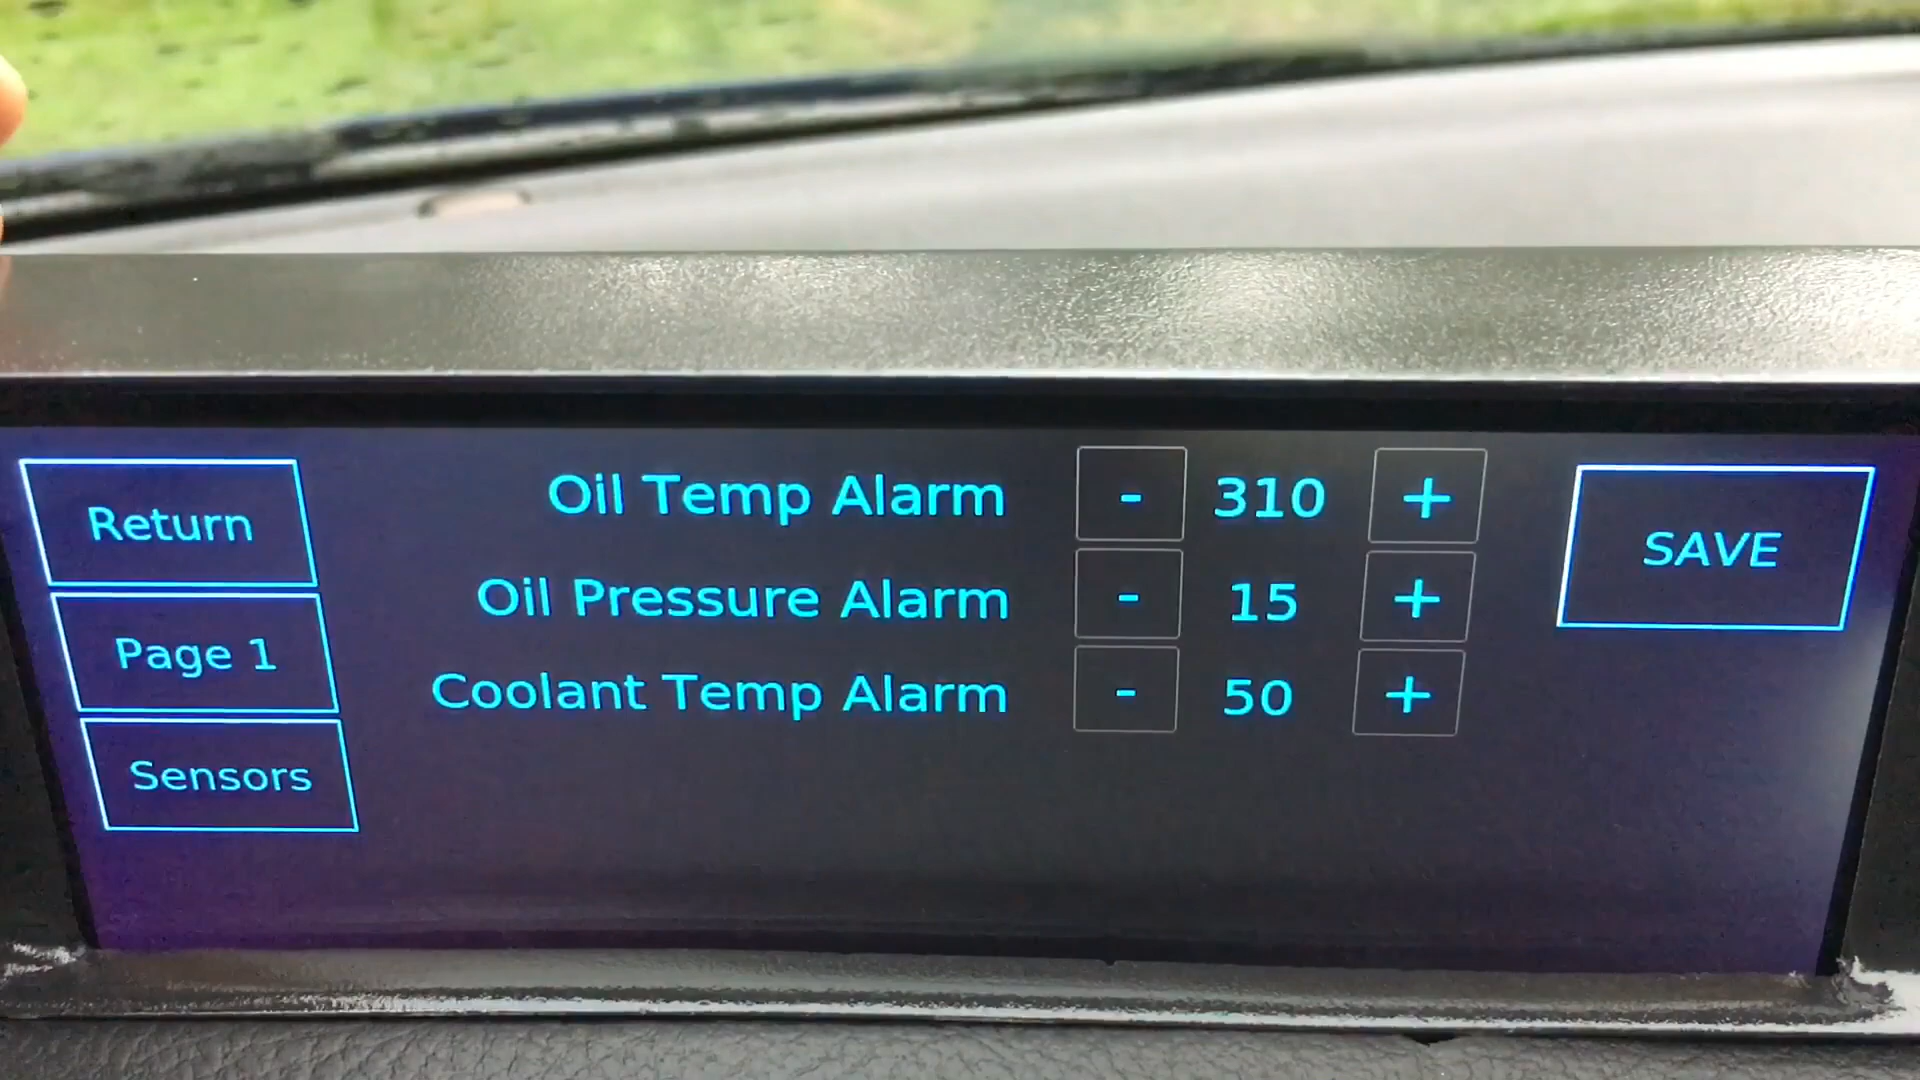 Return
Page 1
Sensors
Oil Temp Alarm - 310 +
Oil Pressure Alarm - 15 +
Coolant Temp Alarm - 50 +
SAVE